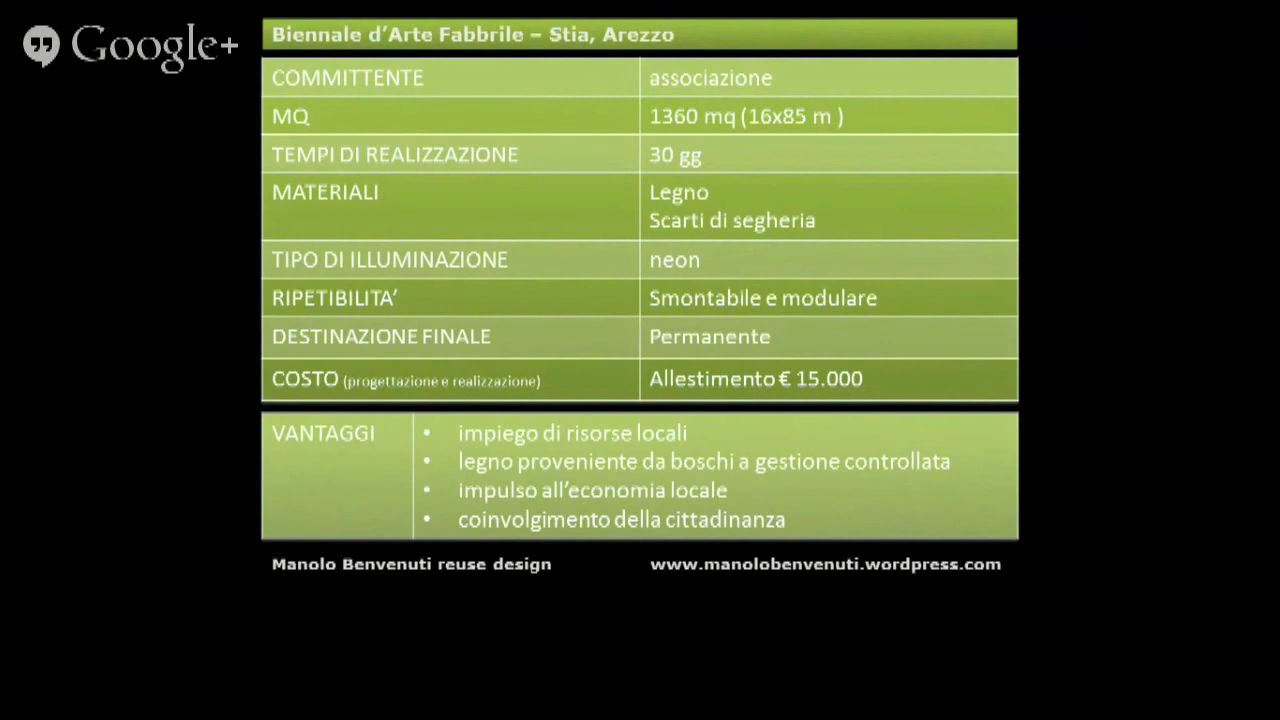 Google+
Biennale d’Arte Fabbrile – Stia, Arezzo
COMMITTENTE associazione
MQ 1360 mq (16x85 m )
TEMPI DI REALIZZAZIONE 30 gg
MATERIALI Legno
Scarti di segheria
TIPO DI ILLUMINAZIONE neon
RIPETIBILITA’ Smontabile e modulare
DESTINAZIONE FINALE Permanente
COSTO (progettazione e realizzazione) Allestimento € 15.000
VANTAGGI • impiego di risorse locali
• legno proveniente da boschi a gestione controllata
• impulso all’economia locale
• coinvolgimento della cittadinanza
Manolo Benvenuti reuse design www.manolobenvenuti.wordpress.com